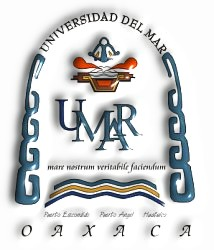 UNIVERSIDAD DEL MAR
UMAR
mare nostrum veritabile faciendum
Puerto Escondido Puerto Ángel Huatulco
OAXACA